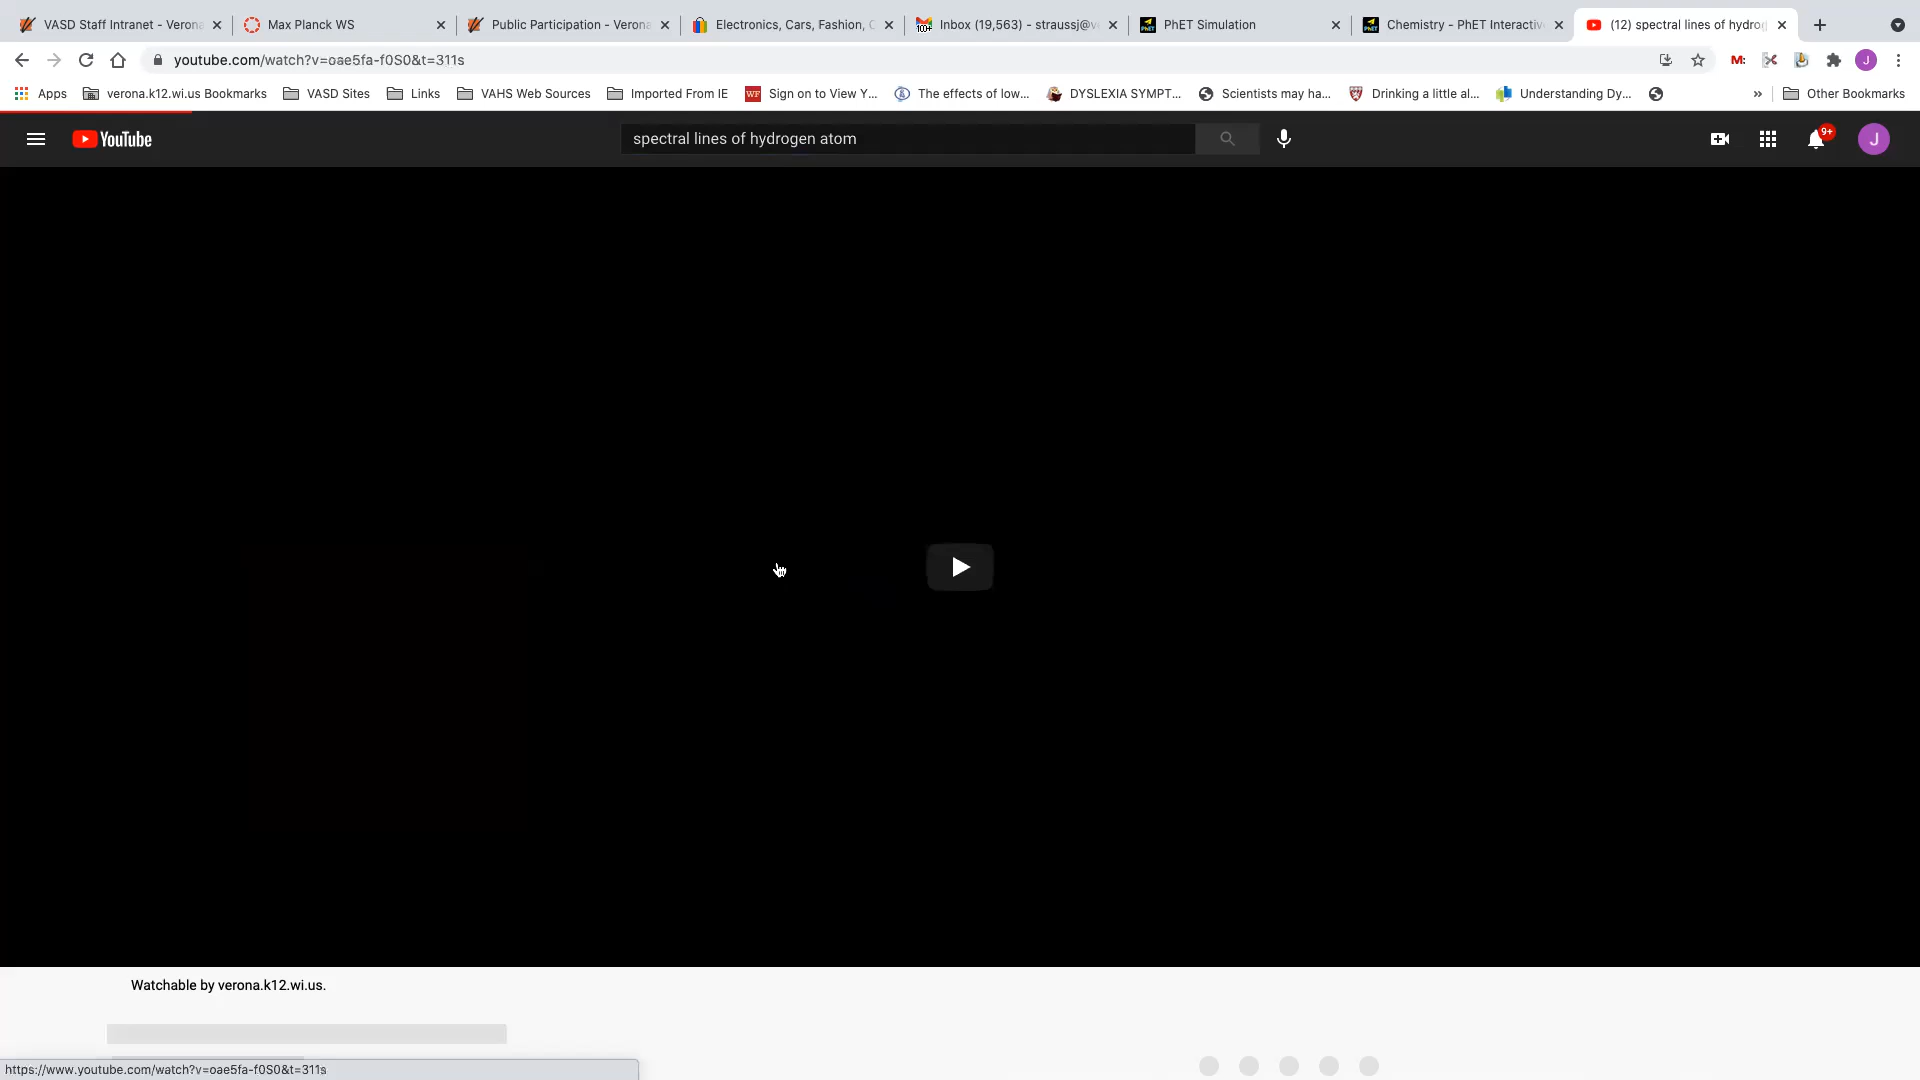 VASD Staff Intranet - Verona
Max Planck WS
Public Participation - Verona
Electronics, Cars, Fashion, C
Inbox (19,563) - straussj@v
PhET Simulation
Chemistry - PhET Interactive
(12) spectral lines of hydrog
youtube.com/watch?v=oae5fa-f0S0&t=311s
M:
J
Apps
verona.k12.wi.us Bookmarks
VASD Sites
Links
VAHS Web Sources
Imported From IE
WF Sign on to View Y...
The effects of low...
DYSLEXIA SYMPT...
Scientists may ha...
Drinking a little al...
Understanding Dy...
»
Other Bookmarks
YouTube
spectral lines of hydrogen atom
9+
J
Watchable by verona.k12.wi.us.
https://www.youtube.com/watch?v=oae5fa-f0S0&t=311s